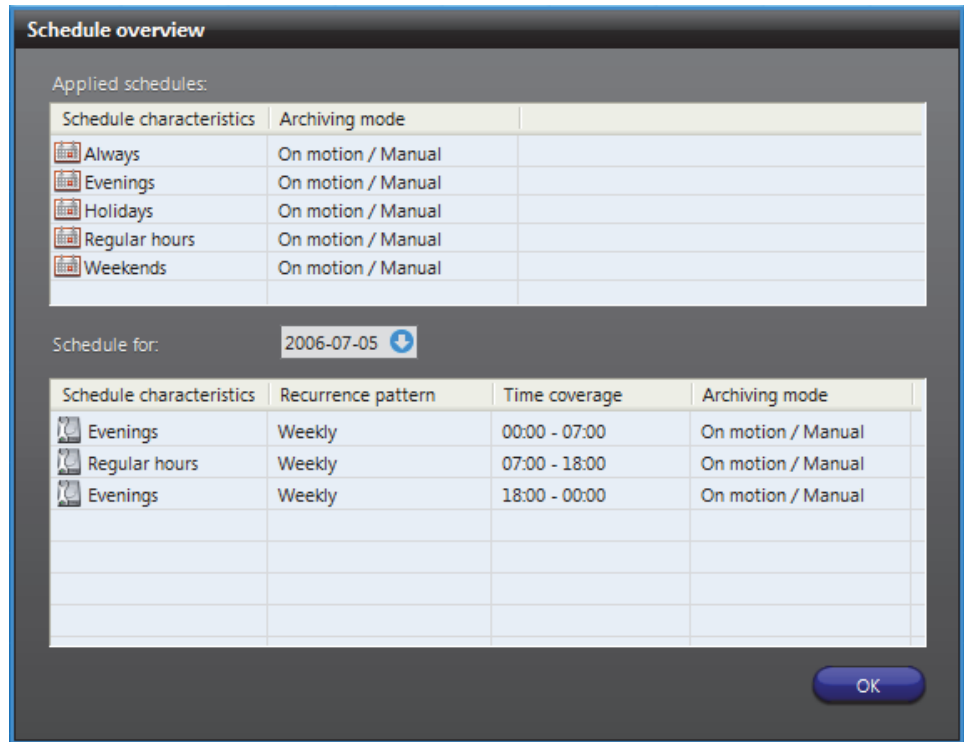 Schedule overview
Applied schedules:
Schedule characteristics Archiving mode
Always On motion / Manual
Evenings On motion / Manual
Holidays On motion / Manual
Regular hours On motion / Manual
Weekends On motion / Manual
Schedule for: 2006-07-05
Schedule characteristics Recurrence pattern Time coverage Archiving mode
Evenings Weekly 00:00 - 07:00 On motion / Manual
Regular hours Weekly 07:00 - 18:00 On motion / Manual
Evenings Weekly 18:00 - 00:00 On motion / Manual
OK